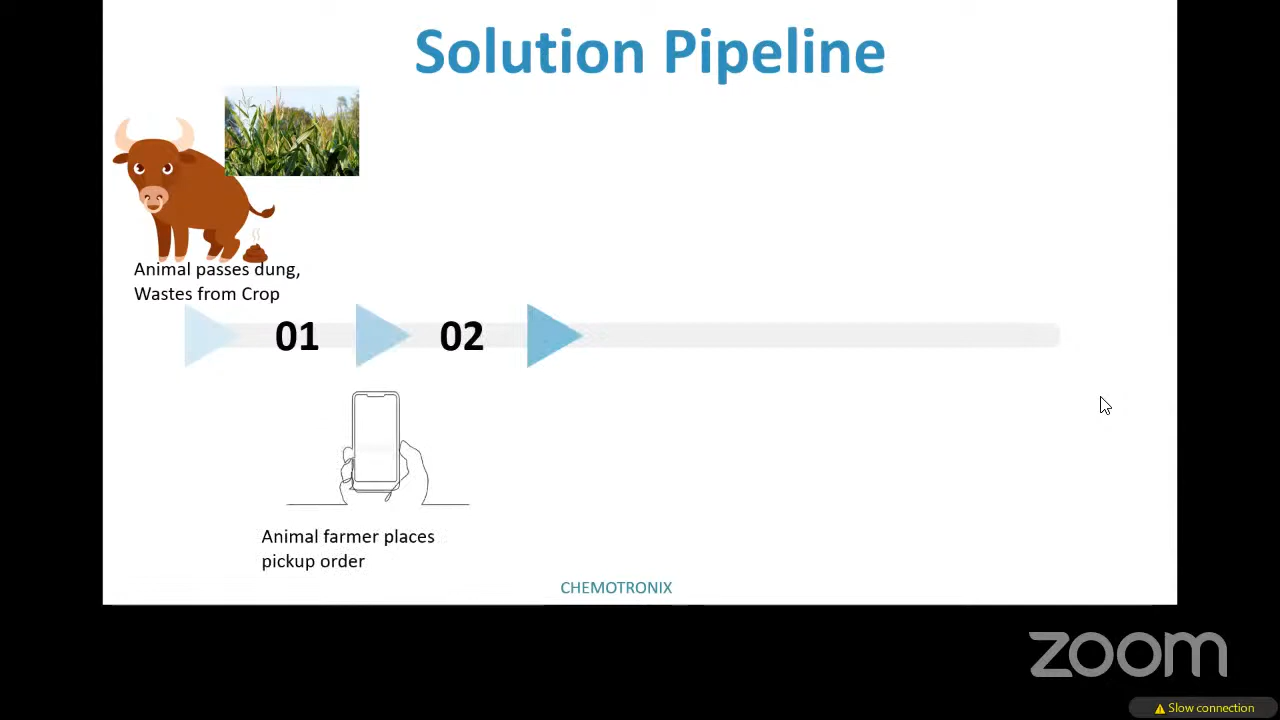 Solution Pipeline
Animal passes dung,
Wastes from Crop
01
02
Animal farmer places
pickup order
CHEMOTRONIX
zoom
Slow connection